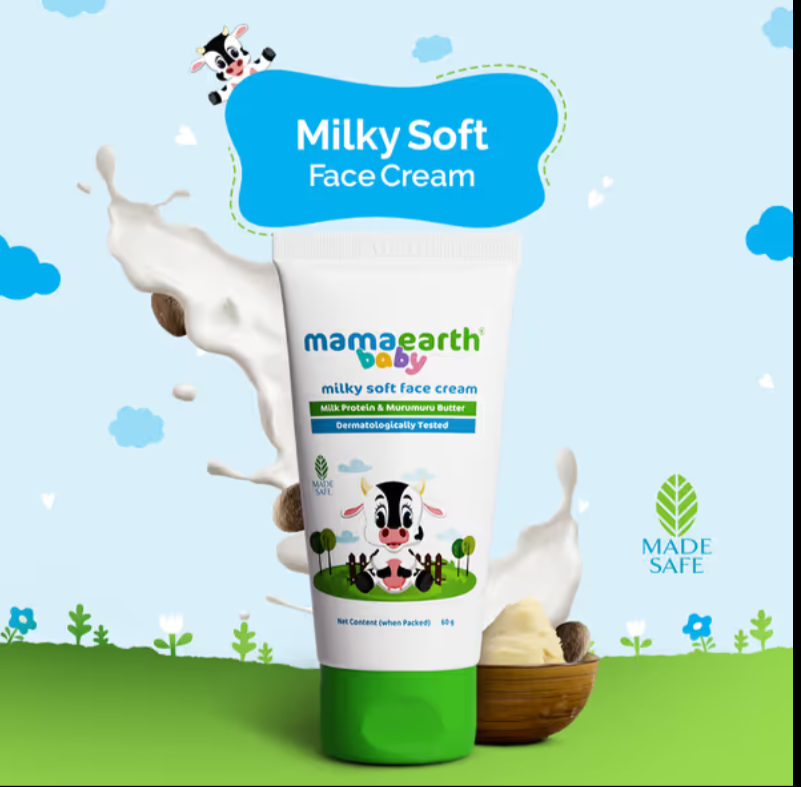 Milky Soft
Face Cream
mamaearth®
baby
milky soft face cream
Milk Protein & Murumuru Butter
Dermatologically Tested
MADE
SAFE
MADE
SAFE
Net Content (when Packed) 60 g